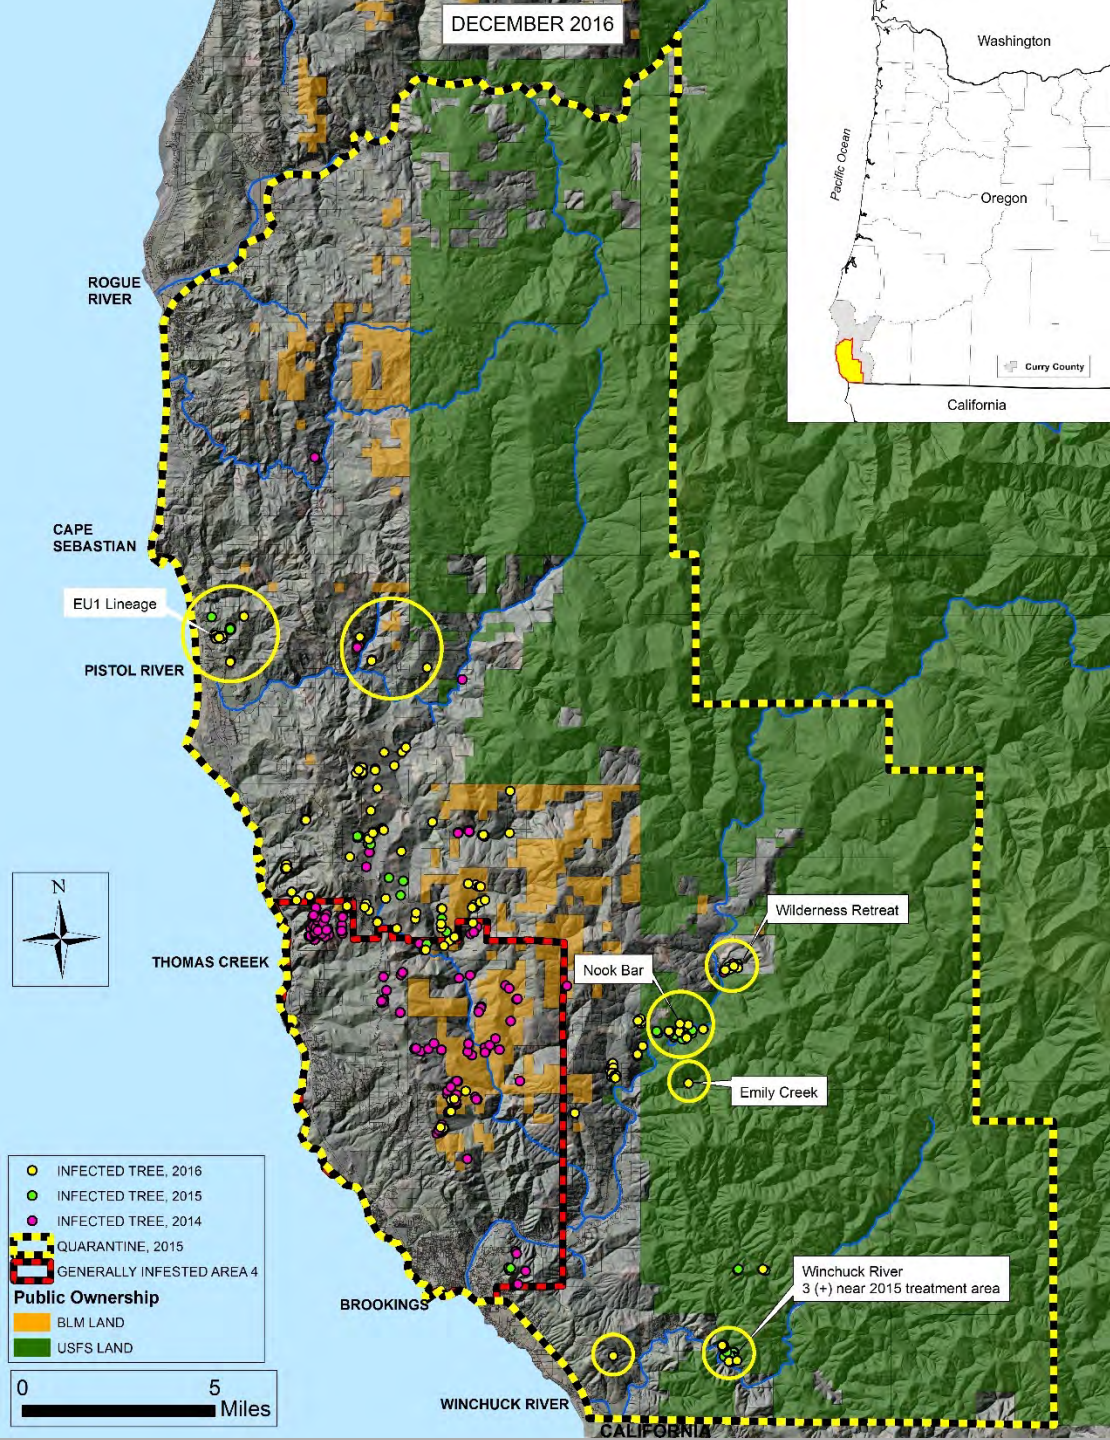 DECEMBER 2016
Washington
Pacific Ocean
Oregon
Curry County
California
ROGUE
RIVER
CAPE
SEBASTIAN
EU1 Lineage
PISTOL RIVER
N
Wilderness Retreat
THOMAS CREEK
Nook Bar
Emily Creek
INFECTED TREE, 2016
INFECTED TREE, 2015
INFECTED TREE, 2014
QUARANTINE, 2015
GENERALLY INFESTED AREA 4
Public Ownership
BLM LAND
USFS LAND
Winchuck River
3 (+) near 2015 treatment area
BROOKINGS
0 5
Miles
WINCHUCK RIVER
CALIFORNIA